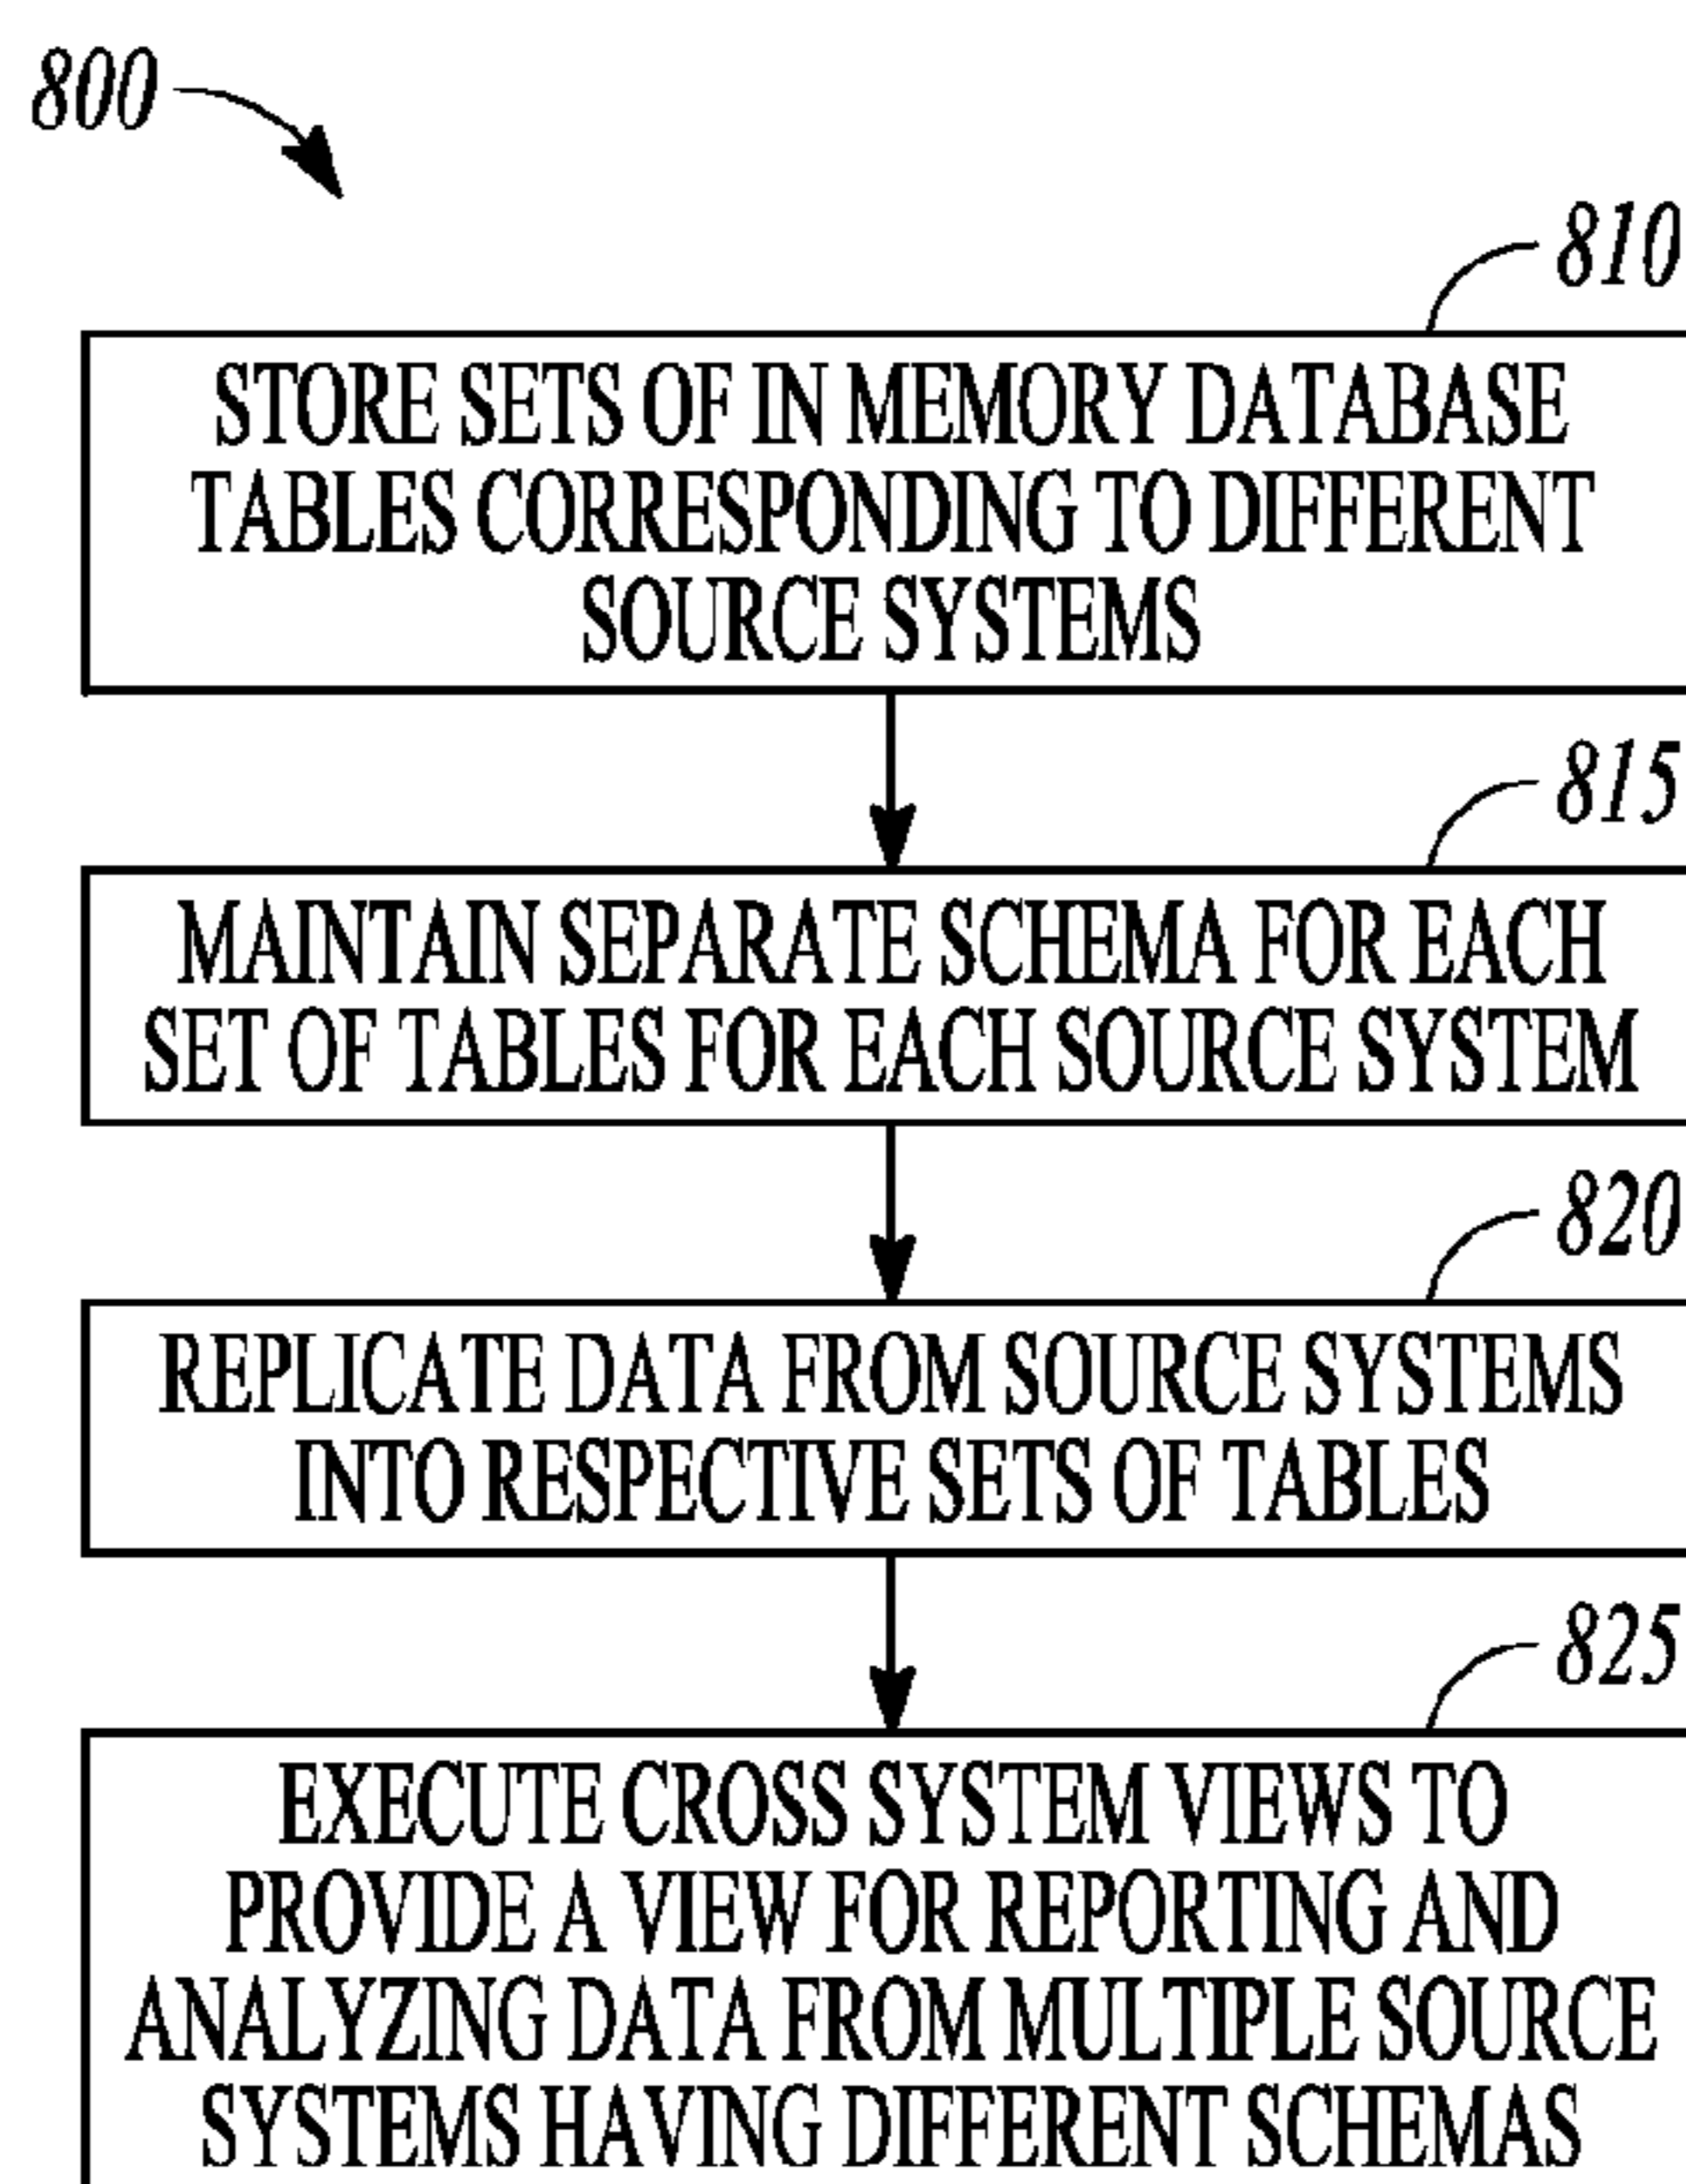 800
810
STORE SETS OF IN MEMORY DATABASE
TABLES CORRESPONDING TO DIFFERENT
SOURCE SYSTEMS
815
MAINTAIN SEPARATE SCHEMA FOR EACH
SET OF TABLES FOR EACH SOURCE SYSTEM
820
REPLICATE DATA FROM SOURCE SYSTEMS
INTO RESPECTIVE SETS OF TABLES
825
EXECUTE CROSS SYSTEM VIEWS TO
PROVIDE A VIEW FOR REPORTING AND
ANALYZING DATA FROM MULTIPLE SOURCE
SYSTEMS HAVING DIFFERENT SCHEMAS